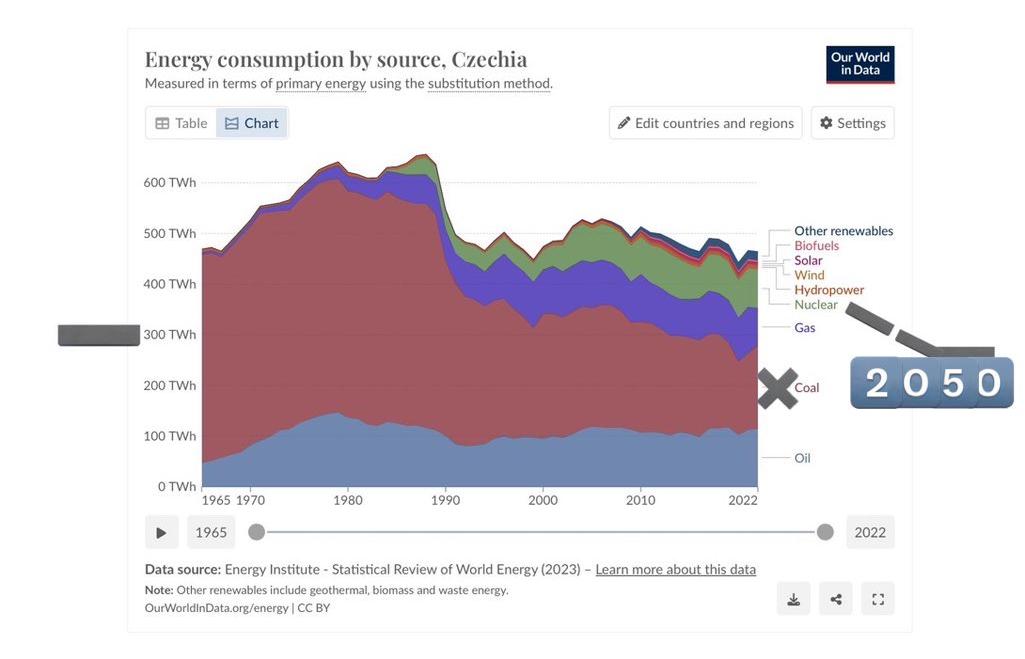 Energy consumption by source, Czechia
Our World
in Data
Measured in terms of primary energy using the substitution method.
Table
Chart
Edit countries and regions
Settings
600 TWh
500 TWh
400 TWh
300 TWh
200 TWh
100 TWh
0 TWh
1965
1970
1980
1990
2000
2010
2022
Other renewables
Biofuels
Solar
Wind
Hydropower
Nuclear
Gas
Coal
Oil
2050
1965
2022
Data source: Energy Institute - Statistical Review of World Energy (2023) – Learn more about this data
Note: Other renewables include geothermal, biomass and waste energy.
OurWorldInData.org/energy | CC BY